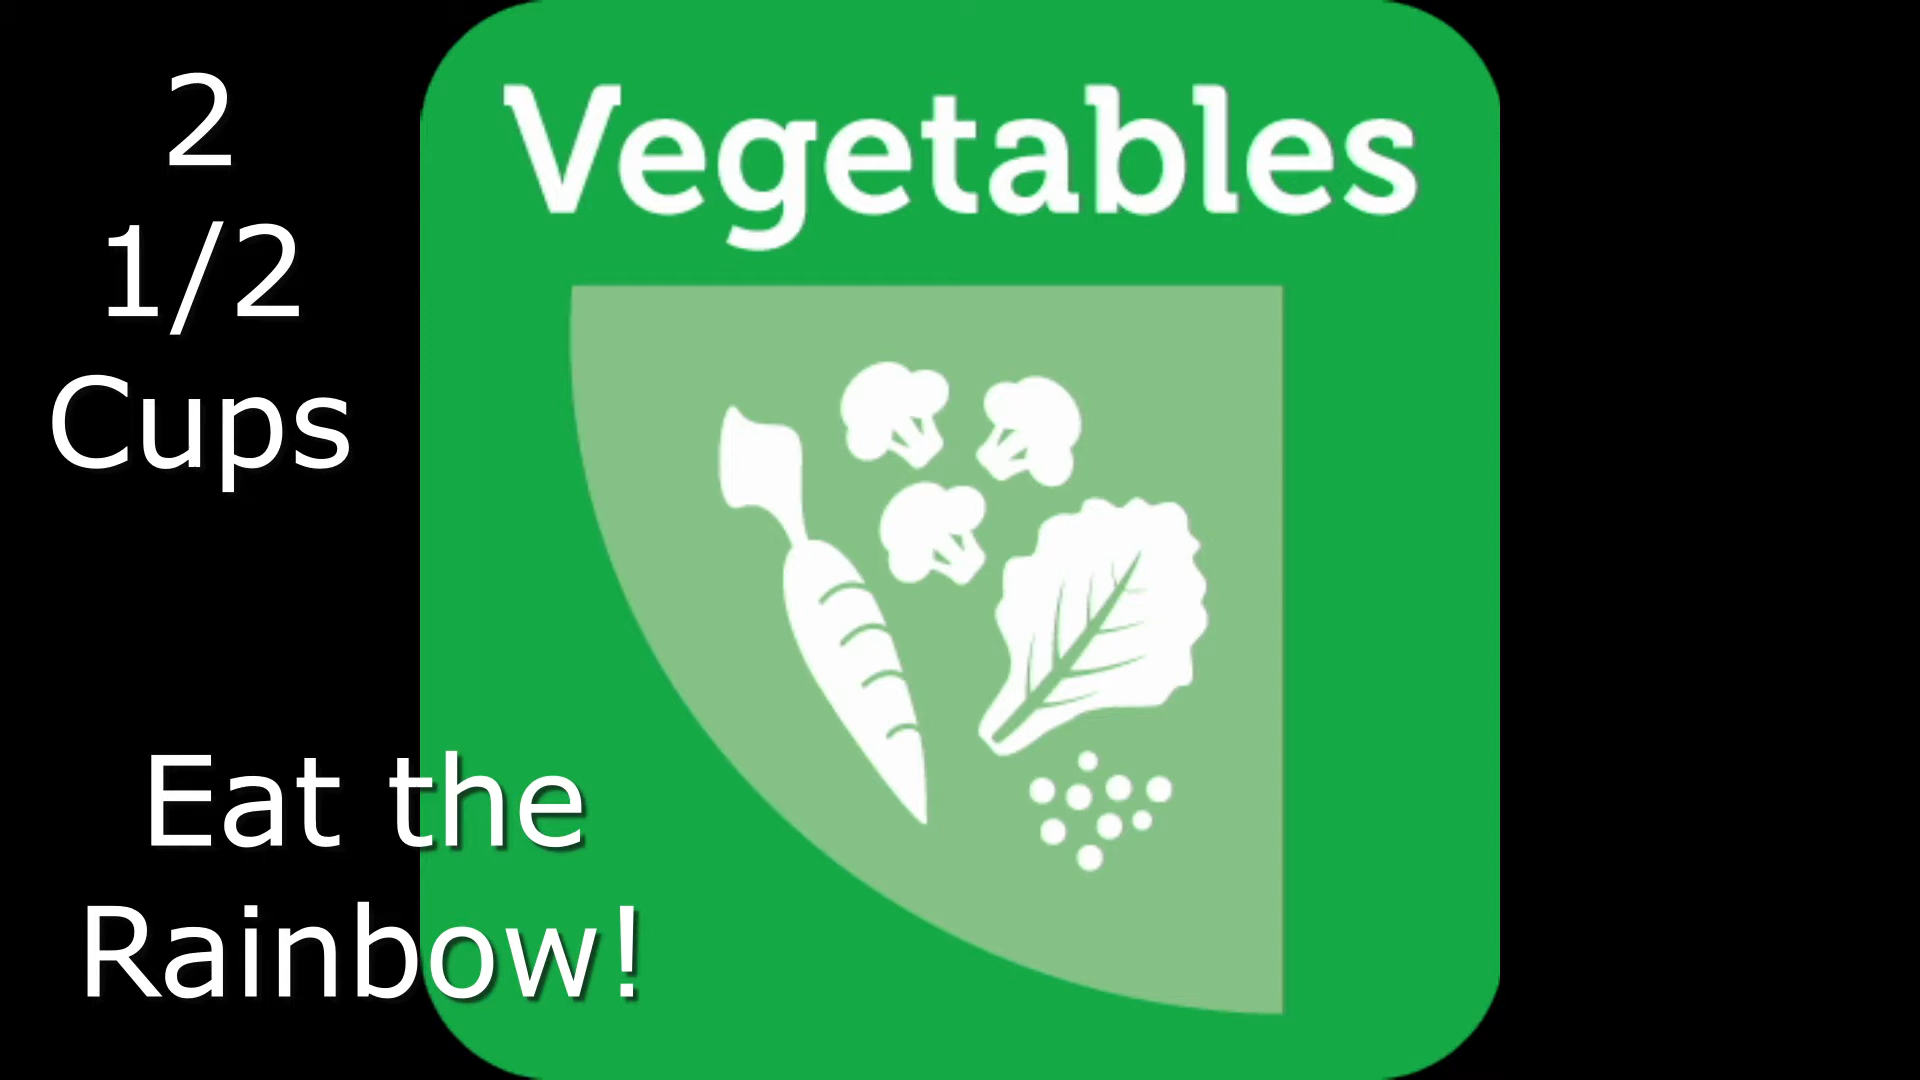 2
1/2
Cups
Vegetables
Eat the
Rainbow!